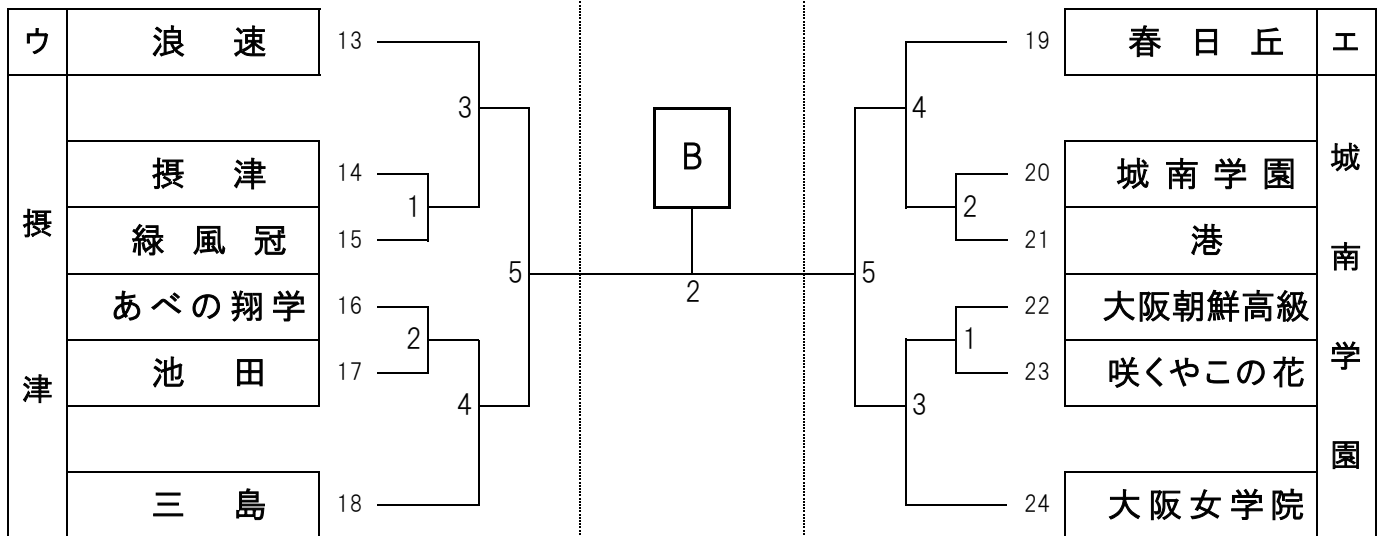 ウ 浪速 13 19 春日丘 エ
3 4
B
摂津 14 20 城南学園
1 2
緑風冠 15 21 港
摂津 城南学園
あべの翔学 16 5 5 22 大阪朝鮮高級
2
2 1
池田 17 23 咲くやこの花
4 3
三島 18 24 大阪女学院